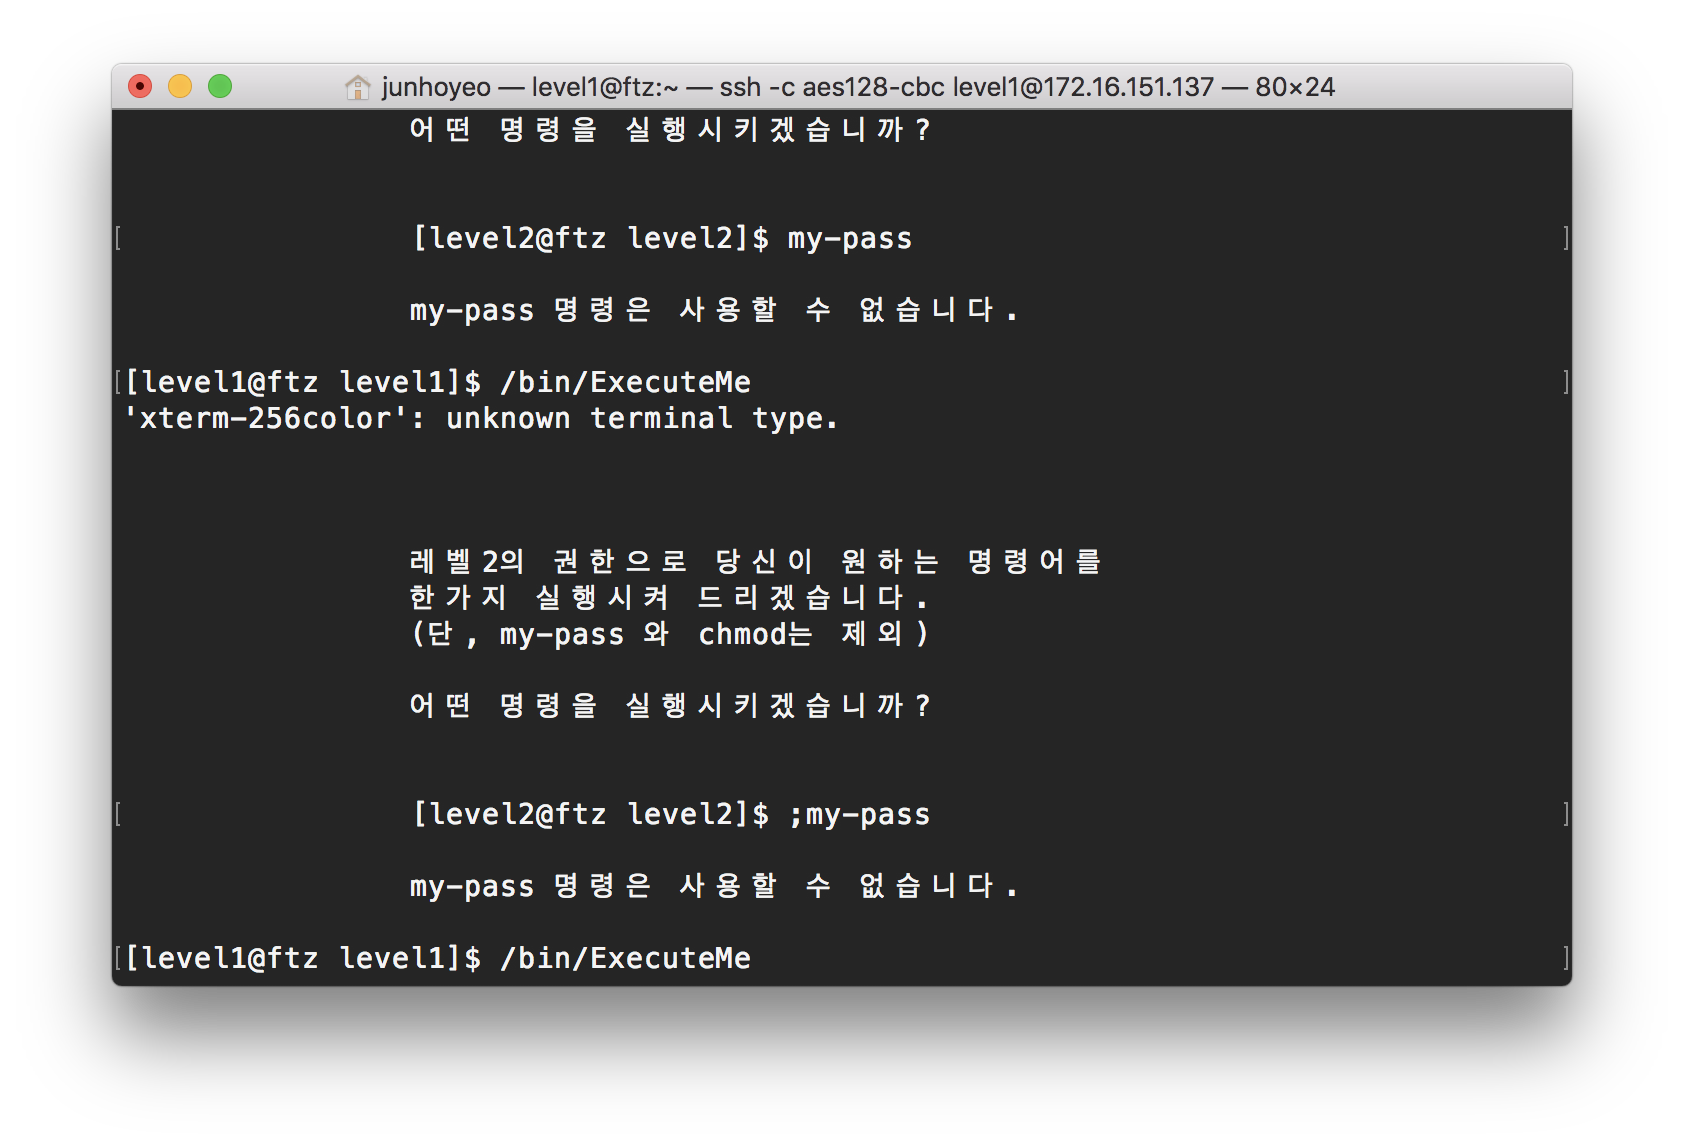 junhoyeo — level1@ftz:~ — ssh -c aes128-cbc level1@172.16.151.137 — 80×24
어떤 명령을 실행시키겠습니까?
[level2@ftz level2]$ my-pass
my-pass 명령은 사용할 수 없습니다.
[level1@ftz level1]$ /bin/ExecuteMe
'xterm-256color': unknown terminal type.
레벨2의 권한으로 당신이 원하는 명령어를
한가지 실행시켜 드리겠습니다.
(단, my-pass 와 chmod는 제외)
어떤 명령을 실행시키겠습니까?
[level2@ftz level2]$ ;my-pass
my-pass 명령은 사용할 수 없습니다.
[level1@ftz level1]$ /bin/ExecuteMe